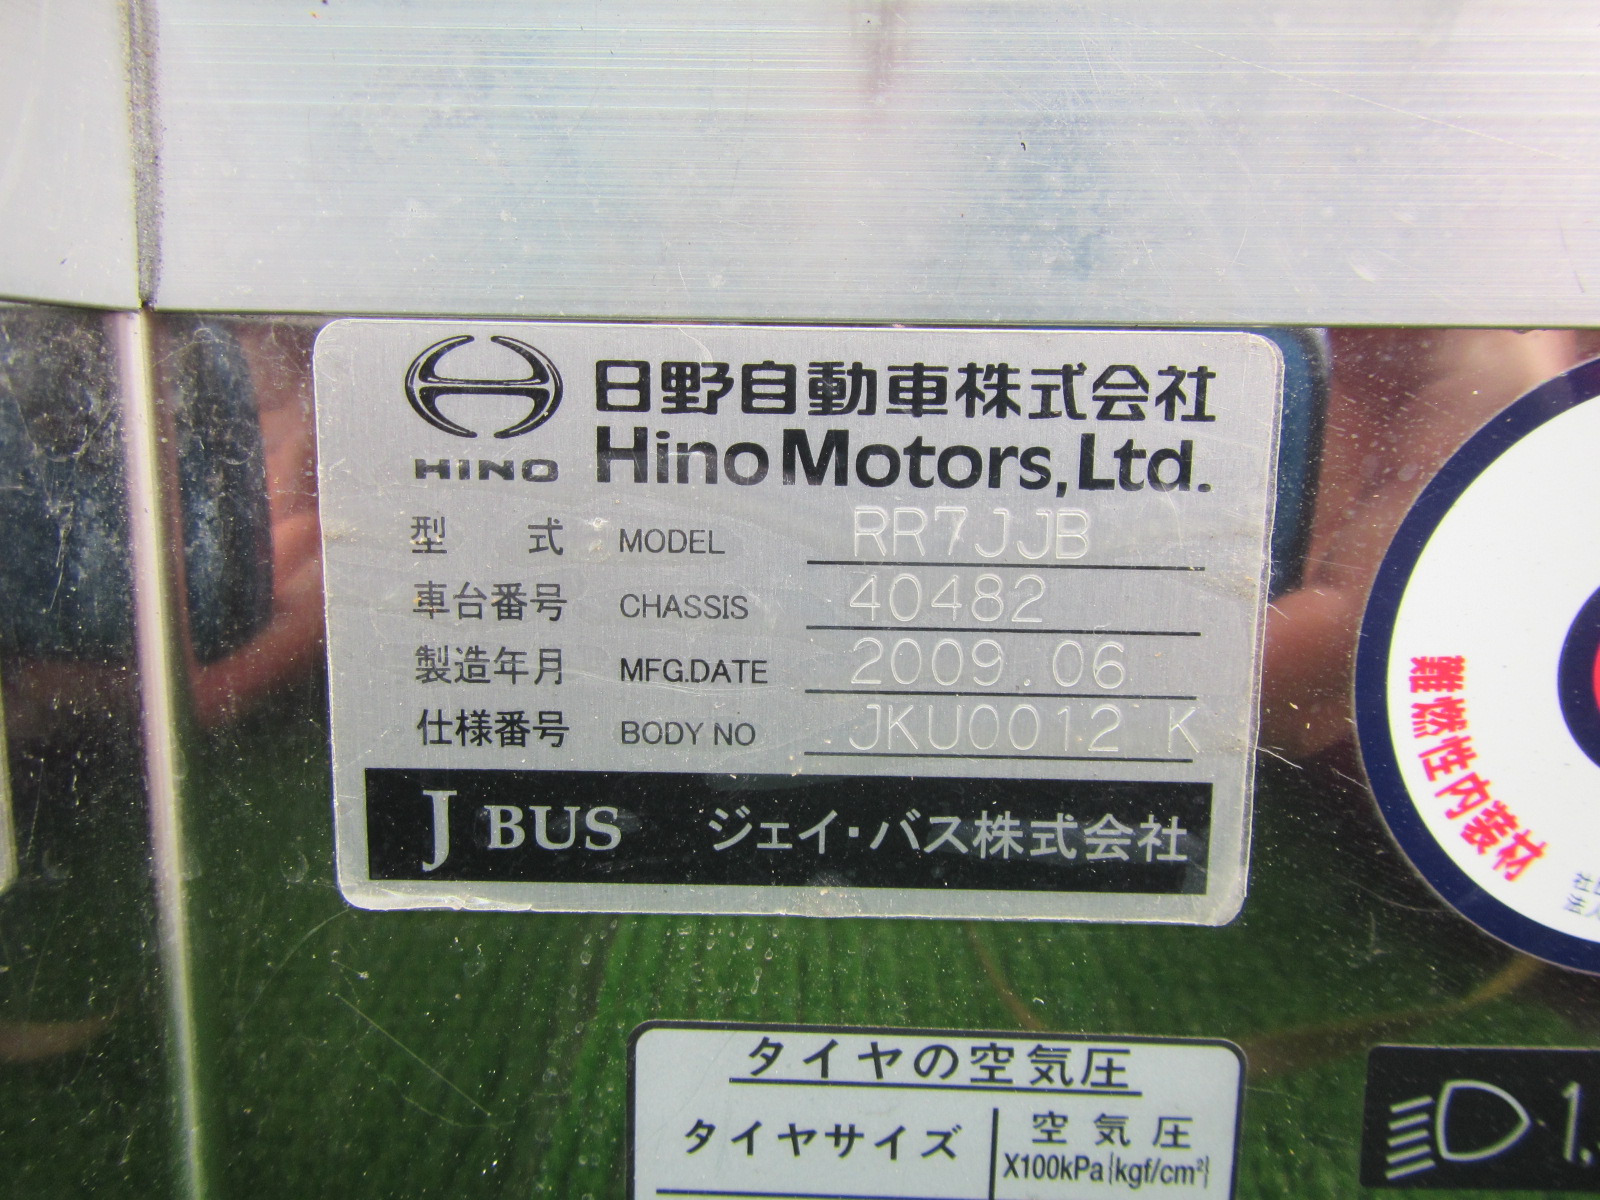 日野自動車株式会社
HINO
Hino Motors, Ltd.
型 式 MODEL RR7JJB
車台番号 CHASSIS 40482
製造年月 MFG.DATE 2009.06
仕様番号 BODY NO JKU0012 K
J BUS ジェイ・バス株式会社
難燃性内装材
タイヤの空気圧
タイヤサイズ 空気圧
X100kPa{kgf/cm²}
1.